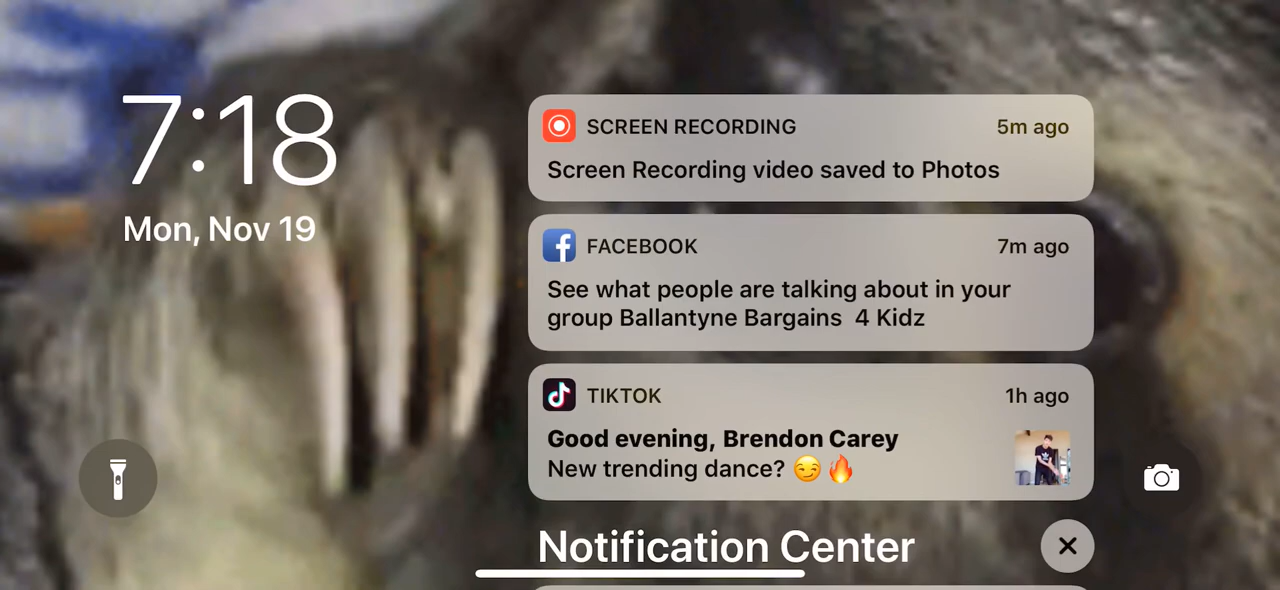 7:18
Mon, Nov 19
SCREEN RECORDING 5m ago
Screen Recording video saved to Photos
FACEBOOK 7m ago
See what people are talking about in your
group Ballantyne Bargains  4 Kidz
TIKTOK 1h ago
Good evening, Brendon Carey
New trending dance? 😏🔥
Notification Center